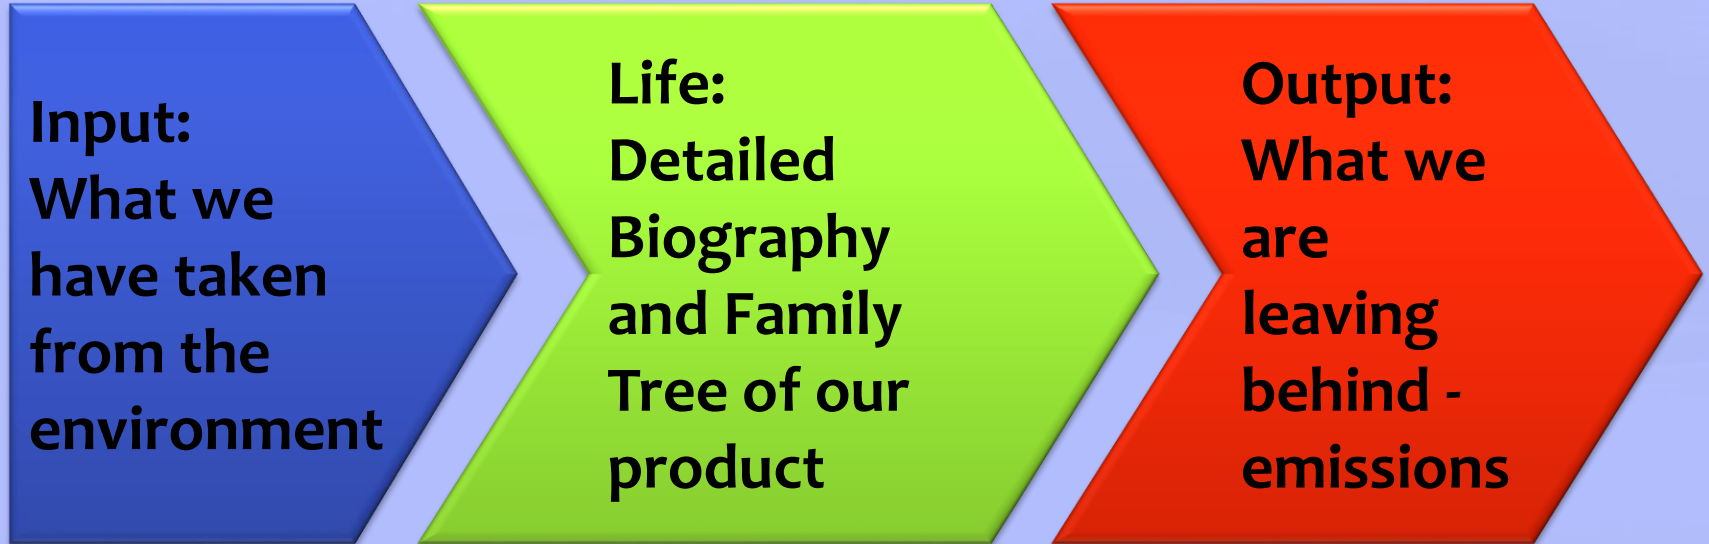 Input:
What we
have taken
from the
environment
Life:
Detailed
Biography
and Family
Tree of our
product
Output:
What we
are
leaving
behind -
emissions